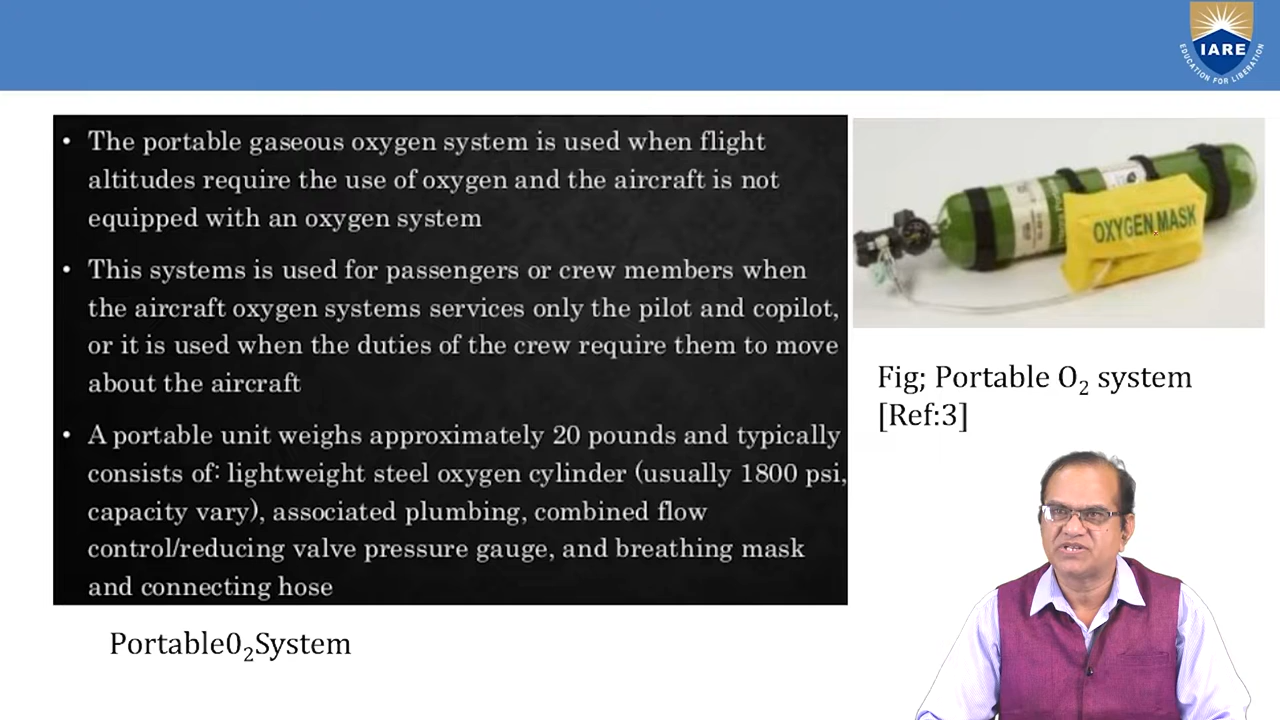 IARE
EDUCATION FOR LIBERATION
• The portable gaseous oxygen system is used when flight
altitudes require the use of oxygen and the aircraft is not
equipped with an oxygen system
• This systems is used for passengers or crew members when
the aircraft oxygen systems services only the pilot and copilot,
or it is used when the duties of the crew require them to move
about the aircraft
• A portable unit weighs approximately 20 pounds and typically
consists of: lightweight steel oxygen cylinder (usually 1800 psi,
capacity vary), associated plumbing, combined flow
control/reducing valve pressure gauge, and breathing mask
and connecting hose
OXYGEN MASK
Fig; Portable O₂ system
[Ref:3]
Portable0₂System